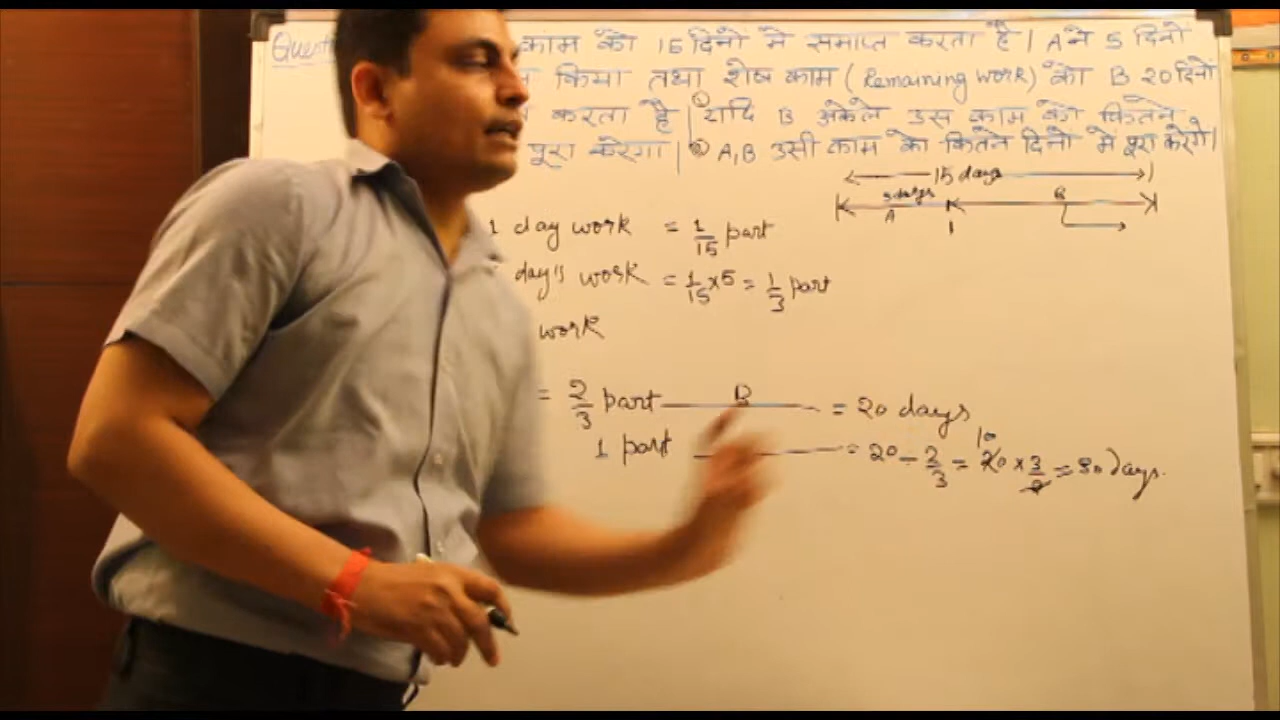 काम को 15 दिनो मे समाप्त करता है। A ने 5 दिनो
किया तथा शेष काम (Remaining work) को B 20 दिनो
करता है। ① यदि B अकेले उस काम को कितने
पूरा करेगा। ② A,B उसी काम को कितने दिनो मे पूरा करेगे।
15 days
5 days B
A
1 day work = 1/15 part
day's work = 1/15 × 5 = 1/3 part
work
= 2/3 part B = 20 days
1 part = 20 - 2/3 = 20 × 3/2 = 30 days.
10